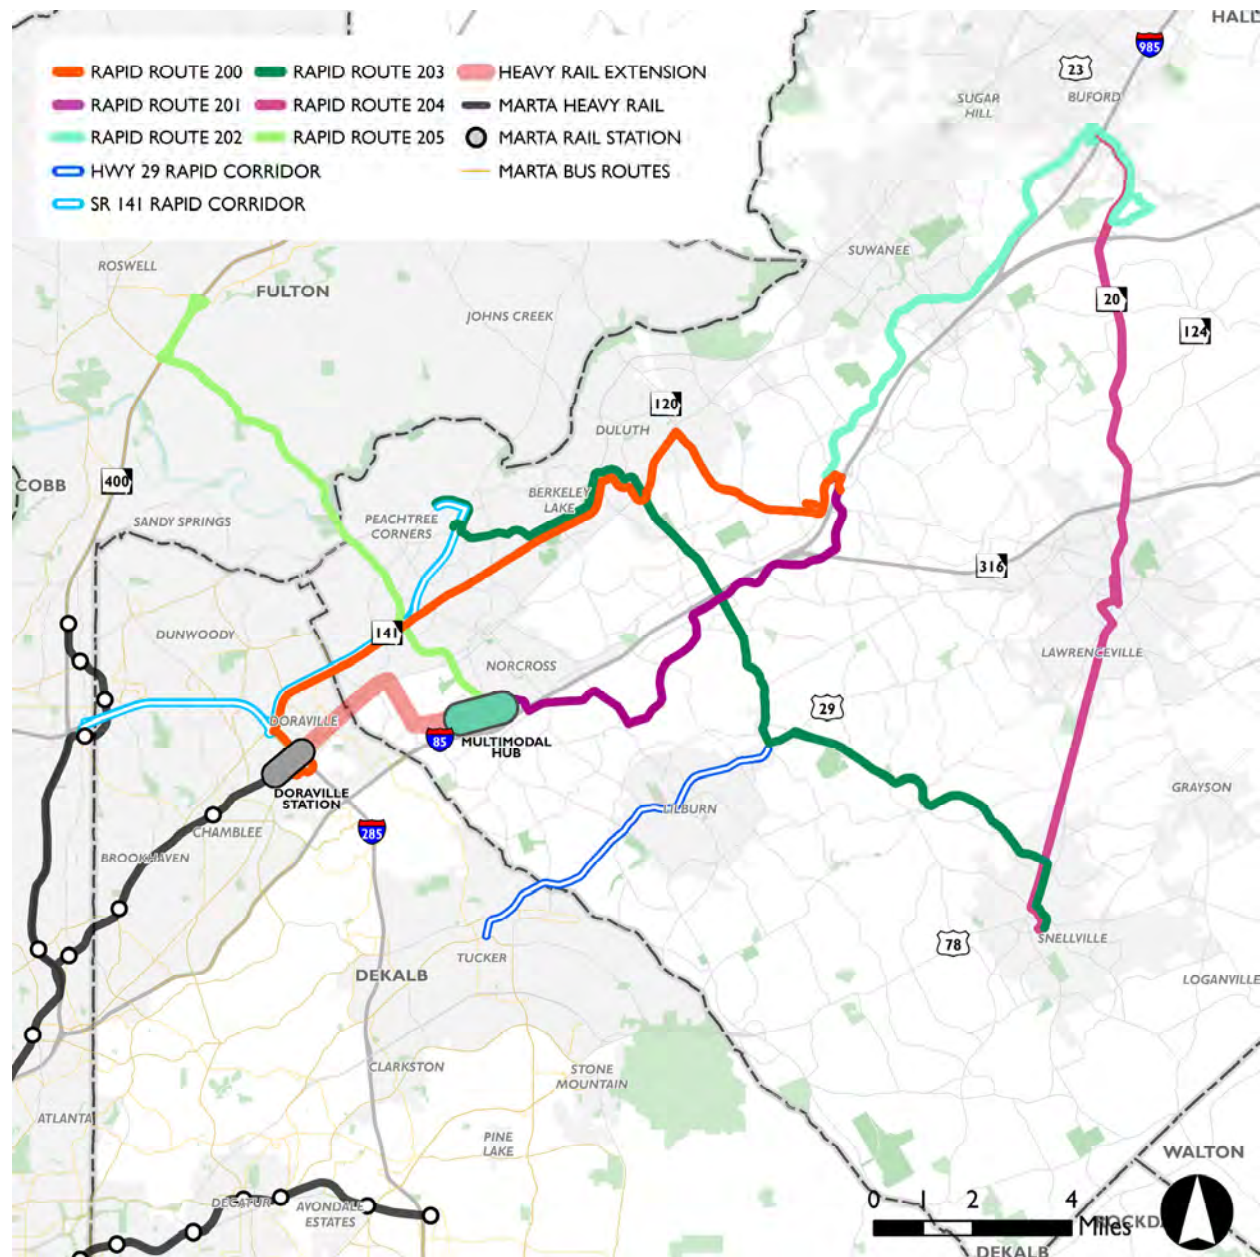 HALL
985
23
BUFORD
SUGAR
HILL
RAPID ROUTE 200
RAPID ROUTE 203
HEAVY RAIL EXTENSION
RAPID ROUTE 201
RAPID ROUTE 204
MARTA HEAVY RAIL
RAPID ROUTE 202
RAPID ROUTE 205
MARTA RAIL STATION
HWY 29 RAPID CORRIDOR
MARTA BUS ROUTES
SR 141 RAPID CORRIDOR
SUWANEE
ROSWELL
FULTON
JOHNS CREEK
20
124
120
DULUTH
COBB
400
BERKELEY
LAKE
PEACHTREE
CORNERS
SANDY SPRINGS
316
141
DUNWOODY
NORCROSS
LAWRENCEVILLE
DORAVILLE
29
85
MULTIMODAL
HUB
DORAVILLE
STATION
GRAYSON
LILBURN
CHAMBLEE
285
BROOKHAVEN
78
SNELLVILLE
TUCKER
DEKALB
LOGANVILLE
CLARKSTON
STONE
MOUNTAIN
ATLANTA
PINE
LAKE
WALTON
DECATUR
AVONDALE
ESTATES
0 1 2 4
Miles
DEKALB